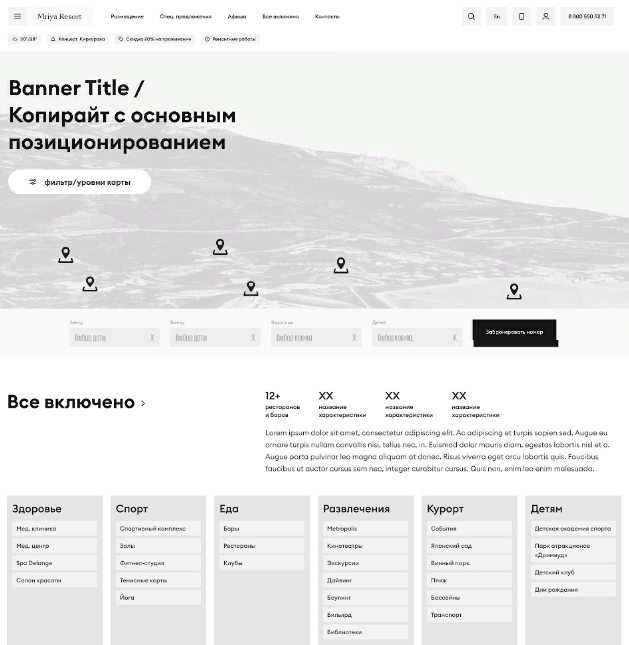 Mriya Resort
Размещение Спец. предложения Афиша Все включено Контакты
En
8 800 550 52 71
30°/28° Концерт Киркорова Скидка 20% на проживание Ремонтные работы
Banner Title /
Копирайт с основным
позиционированием
фильтр/уровни карты
Заезд Выезд Взрослых Детей
Выбор даты X Выбор даты X Выбор кол-ва X Выбор кол-ва X
Забронировать номер
Все включено ›
12+ XX XX XX
ресторанов название название название
и баров характеристики характеристики характеристики
Lorem ipsum dolor sit amet, consectetur adipiscing elit. Ac adipiscing et turpis sapien sed. Augue eu
ornare turpis nullam convallis nisi, tellus nec, in. Euismod dolor mauris diam, egestas lobortis nisl et a.
Augue porta pulvinar leo magna aliquam at donec. Risus viverra eget arcu lobortis quis. Faucibus
faucibus ut auctor cursus sem nec, integer curabitur cursus. Quis non, enim leo enim malesuada.
Здоровье
Мед. клиника
Мед. центр
Spa Delange
Салон красоты
Спорт
Спортивный комплекс
Залы
Фитнес-студия
Теннисные корты
Йога
Еда
Бары
Рестораны
Клубы
Развлечения
Metropolis
Кинотеатры
Экскурсии
Дайвинг
Боулинг
Бильярд
Библиотеки
Курорт
События
Японский сад
Винный парк
Пляж
Бассейны
Транспорт
Детям
Детская академия спорта
Парк аттракционов
«Дримвуд»
Детский клуб
Дни рождения